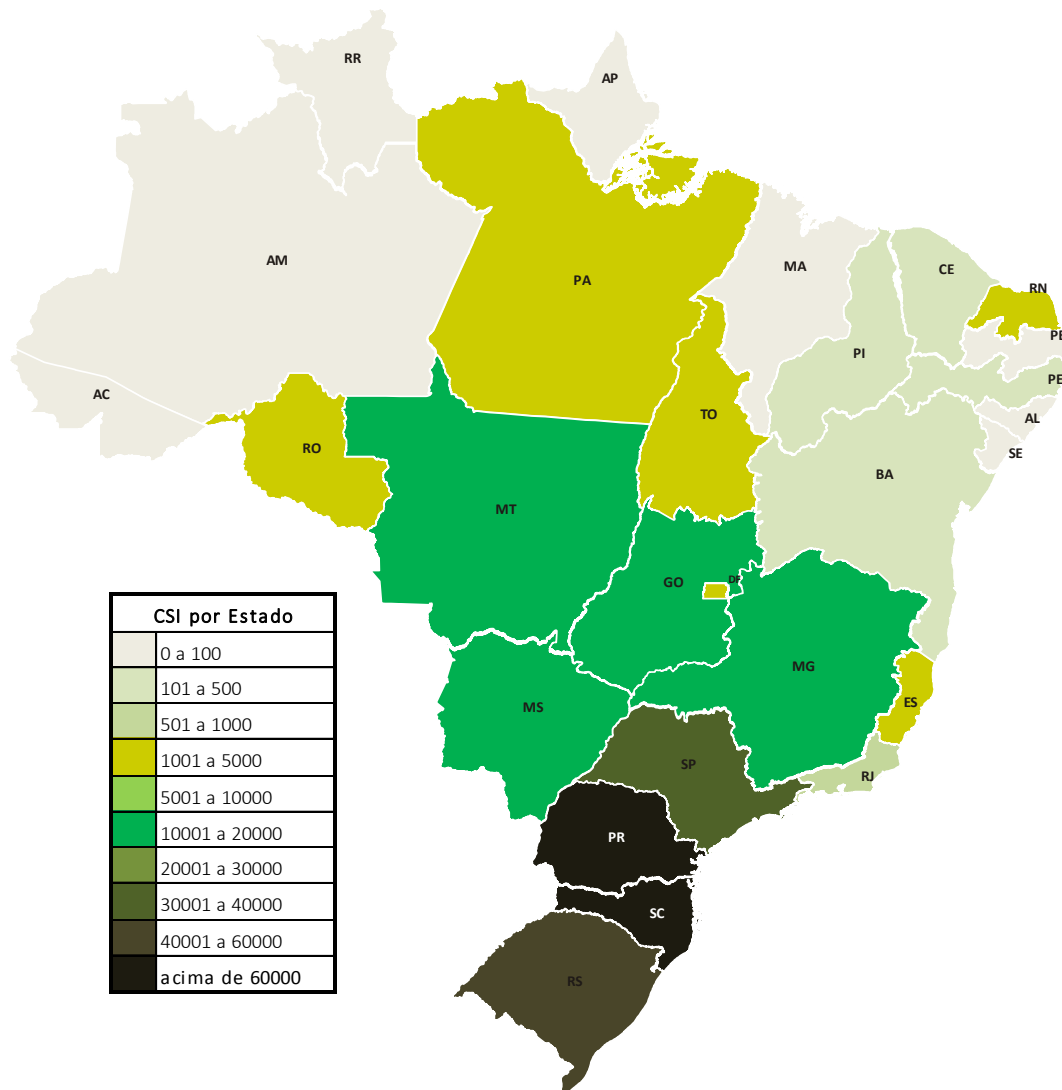 RR
AP
AM
PA
MA
CE
RN
PB
PI
PE
AC
TO
AL
RO
SE
BA
MT
GO
DF
MG
MS
ES
SP
RJ
PR
SC
RS
CSI por Estado
0 a 100
101 a 500
501 a 1000
1001 a 5000
5001 a 10000
10001 a 20000
20001 a 30000
30001 a 40000
40001 a 60000
acima de 60000